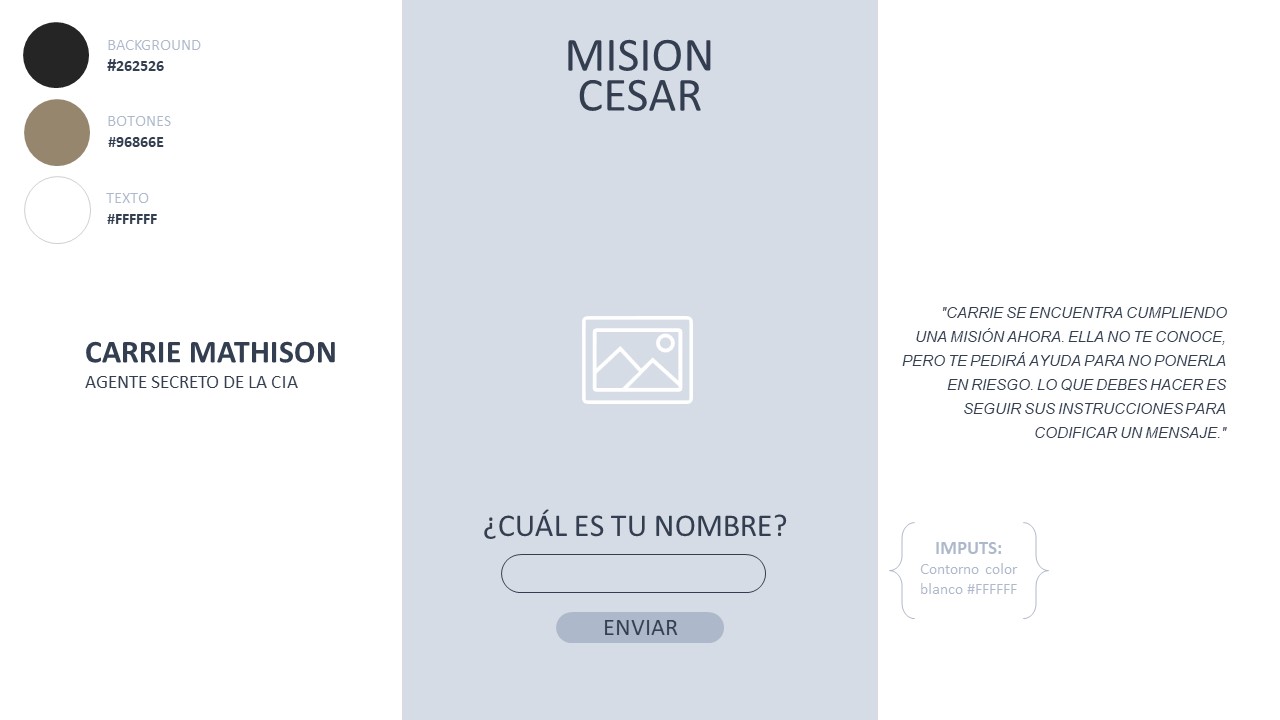 BACKGROUND
#262526
BOTONES
#96866E
TEXTO
#FFFFFF
CARRIE MATHISON
AGENTE SECRETO DE LA CIA
MISION
CESAR
¿CUÁL ES TU NOMBRE?
ENVIAR
"CARRIE SE ENCUENTRA CUMPLIENDO
UNA MISIÓN AHORA. ELLA NO TE CONOCE,
PERO TE PEDIRÁ AYUDA PARA NO PONERLA
EN RIESGO. LO QUE DEBES HACER ES
SEGUIR SUS INSTRUCCIONES PARA
CODIFICAR UN MENSAJE."
IMPUTS:
Contorno color
blanco #FFFFFF